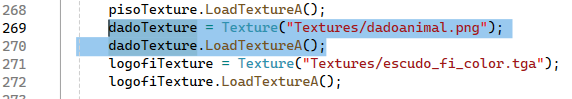 268 pisoTexture.LoadTextureA();
269 dadoTexture = Texture("Textures/dadoanimal.png");
270 dadoTexture.LoadTextureA();
271 logofiTexture = Texture("Textures/escudo_fi_color.tga");
272 logofiTexture.LoadTextureA();